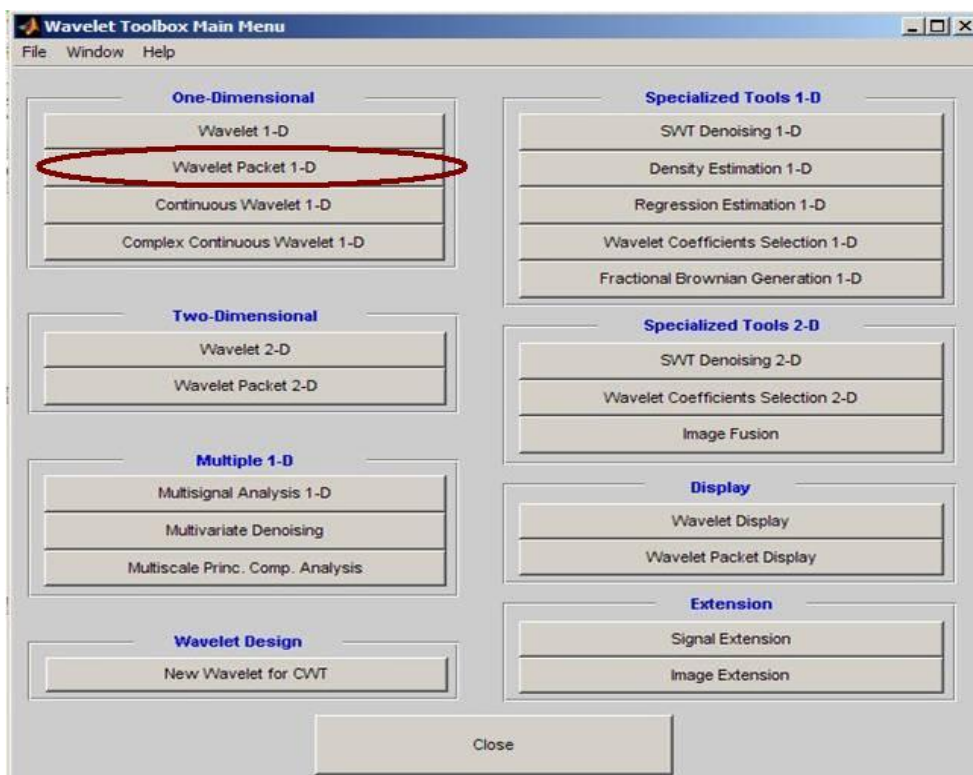 Wavelet Toolbox Main Menu
File Window Help
One-Dimensional
Wavelet 1-D
Wavelet Packet 1-D
Continuous Wavelet 1-D
Complex Continuous Wavelet 1-D
Two-Dimensional
Wavelet 2-D
Wavelet Packet 2-D
Multiple 1-D
Multisignal Analysis 1-D
Multivariate Denoising
Multiscale Princ. Comp. Analysis
Wavelet Design
New Wavelet for CWT
Specialized Tools 1-D
SWT Denoising 1-D
Density Estimation 1-D
Regression Estimation 1-D
Wavelet Coefficients Selection 1-D
Fractional Brownian Generation 1-D
Specialized Tools 2-D
SWT Denoising 2-D
Wavelet Coefficients Selection 2-D
Image Fusion
Display
Wavelet Display
Wavelet Packet Display
Extension
Signal Extension
Image Extension
Close